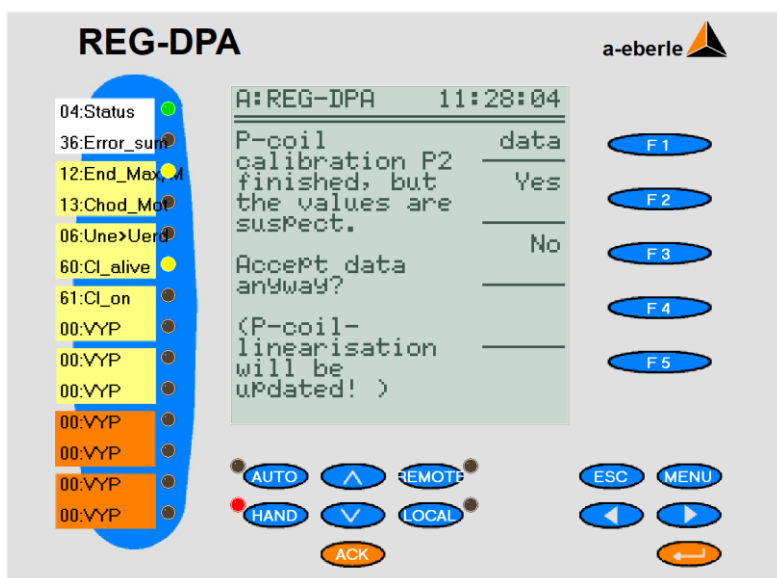 REG-DPA
a-eberle
04:Status
36:Error_sum
12:End_Max/M
13:Chod_Mot
06:Une>Uerd
60:CI_alive
61:CI_on
00:VYP
00:VYP
00:VYP
00:VYP
00:VYP
00:VYP
00:VYP
A:REG-DPA 11:28:04
P-coil
calibration P2
finished, but
the values are
suspect.
Accept data
anyway?
(P-coil-
linearisation
will be
updated! )
data
Yes
No
F1
F2
F3
F4
F5
AUTO
REMOTE
HAND
LOCAL
ACK
ESC
MENU